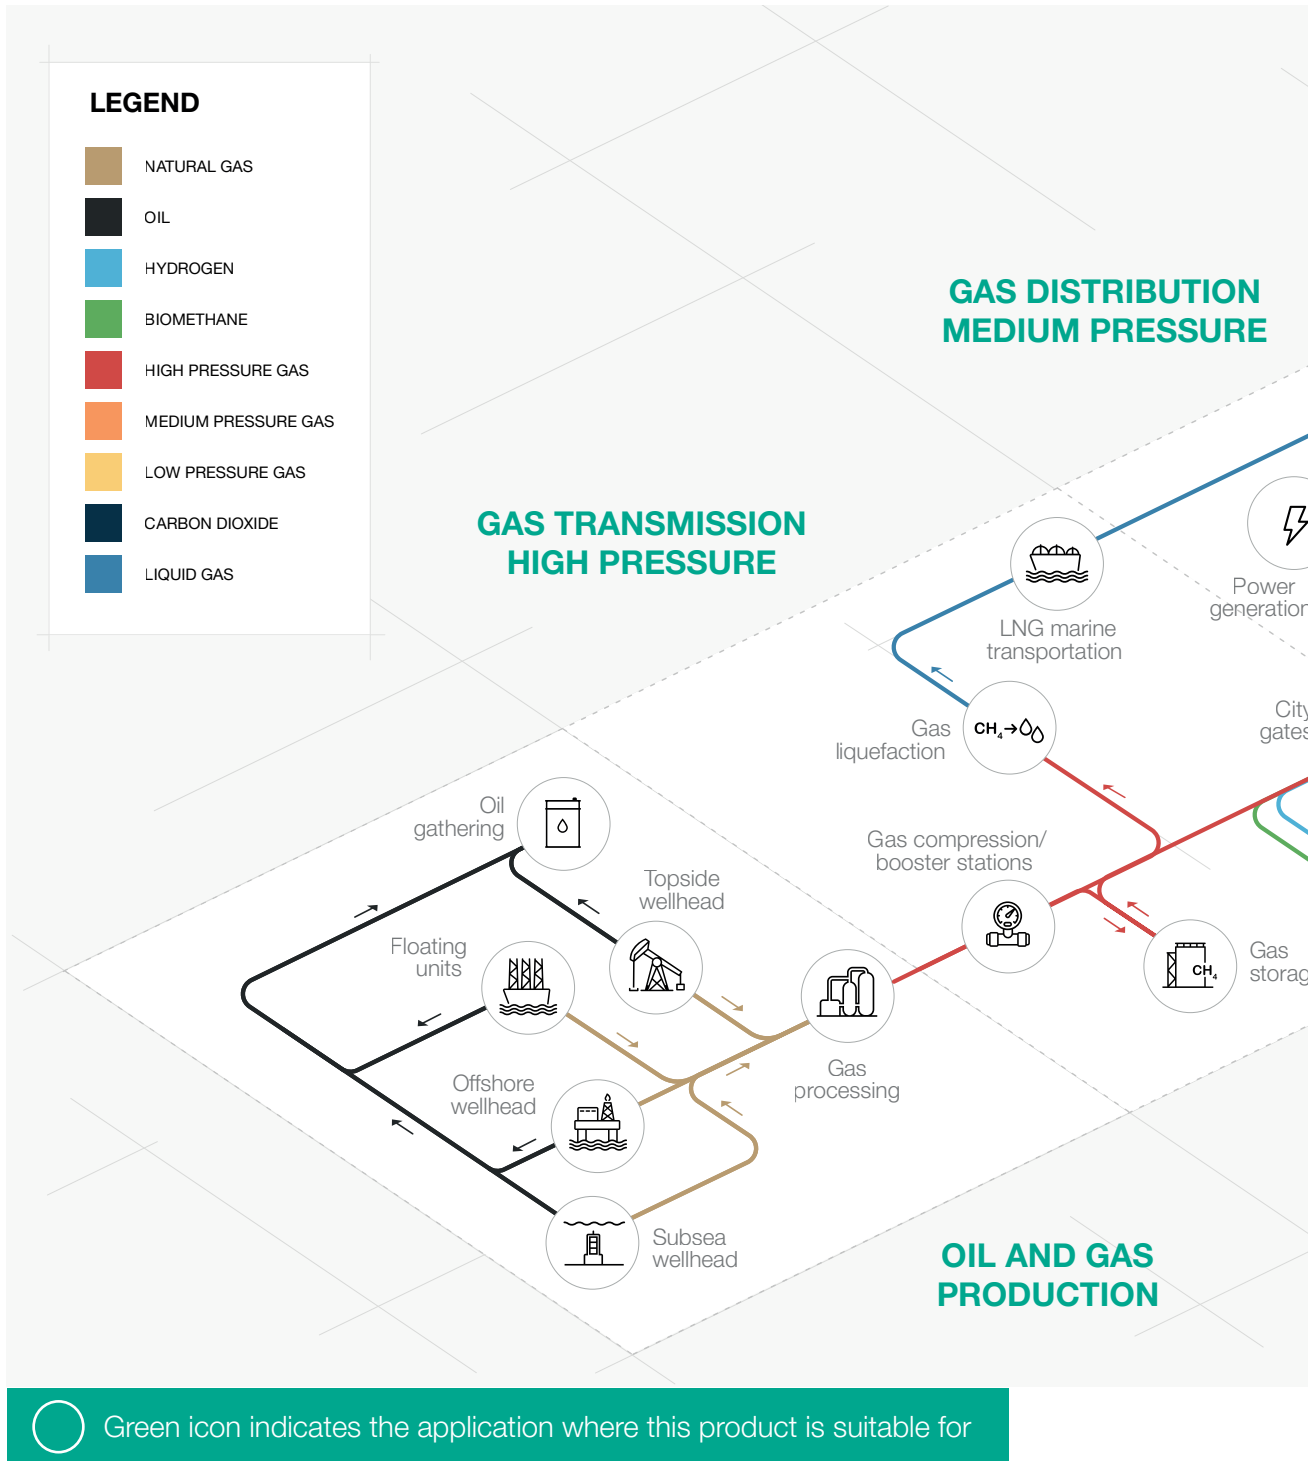 LEGEND
NATURAL GAS
OIL
HYDROGEN
BIOMETHANE
HIGH PRESSURE GAS
MEDIUM PRESSURE GAS
LOW PRESSURE GAS
CARBON DIOXIDE
LIQUID GAS
GAS DISTRIBUTION
MEDIUM PRESSURE
GAS TRANSMISSION
HIGH PRESSURE
Power
generation
LNG marine
transportation
City
gates
Gas
liquefaction
CH₄→
Oil
gathering
Gas compression/
booster stations
Topside
wellhead
Floating
units
Gas
storag
CH₄
Gas
processing
Offshore
wellhead
Subsea
wellhead
OIL AND GAS
PRODUCTION
Green icon indicates the application where this product is suitable for